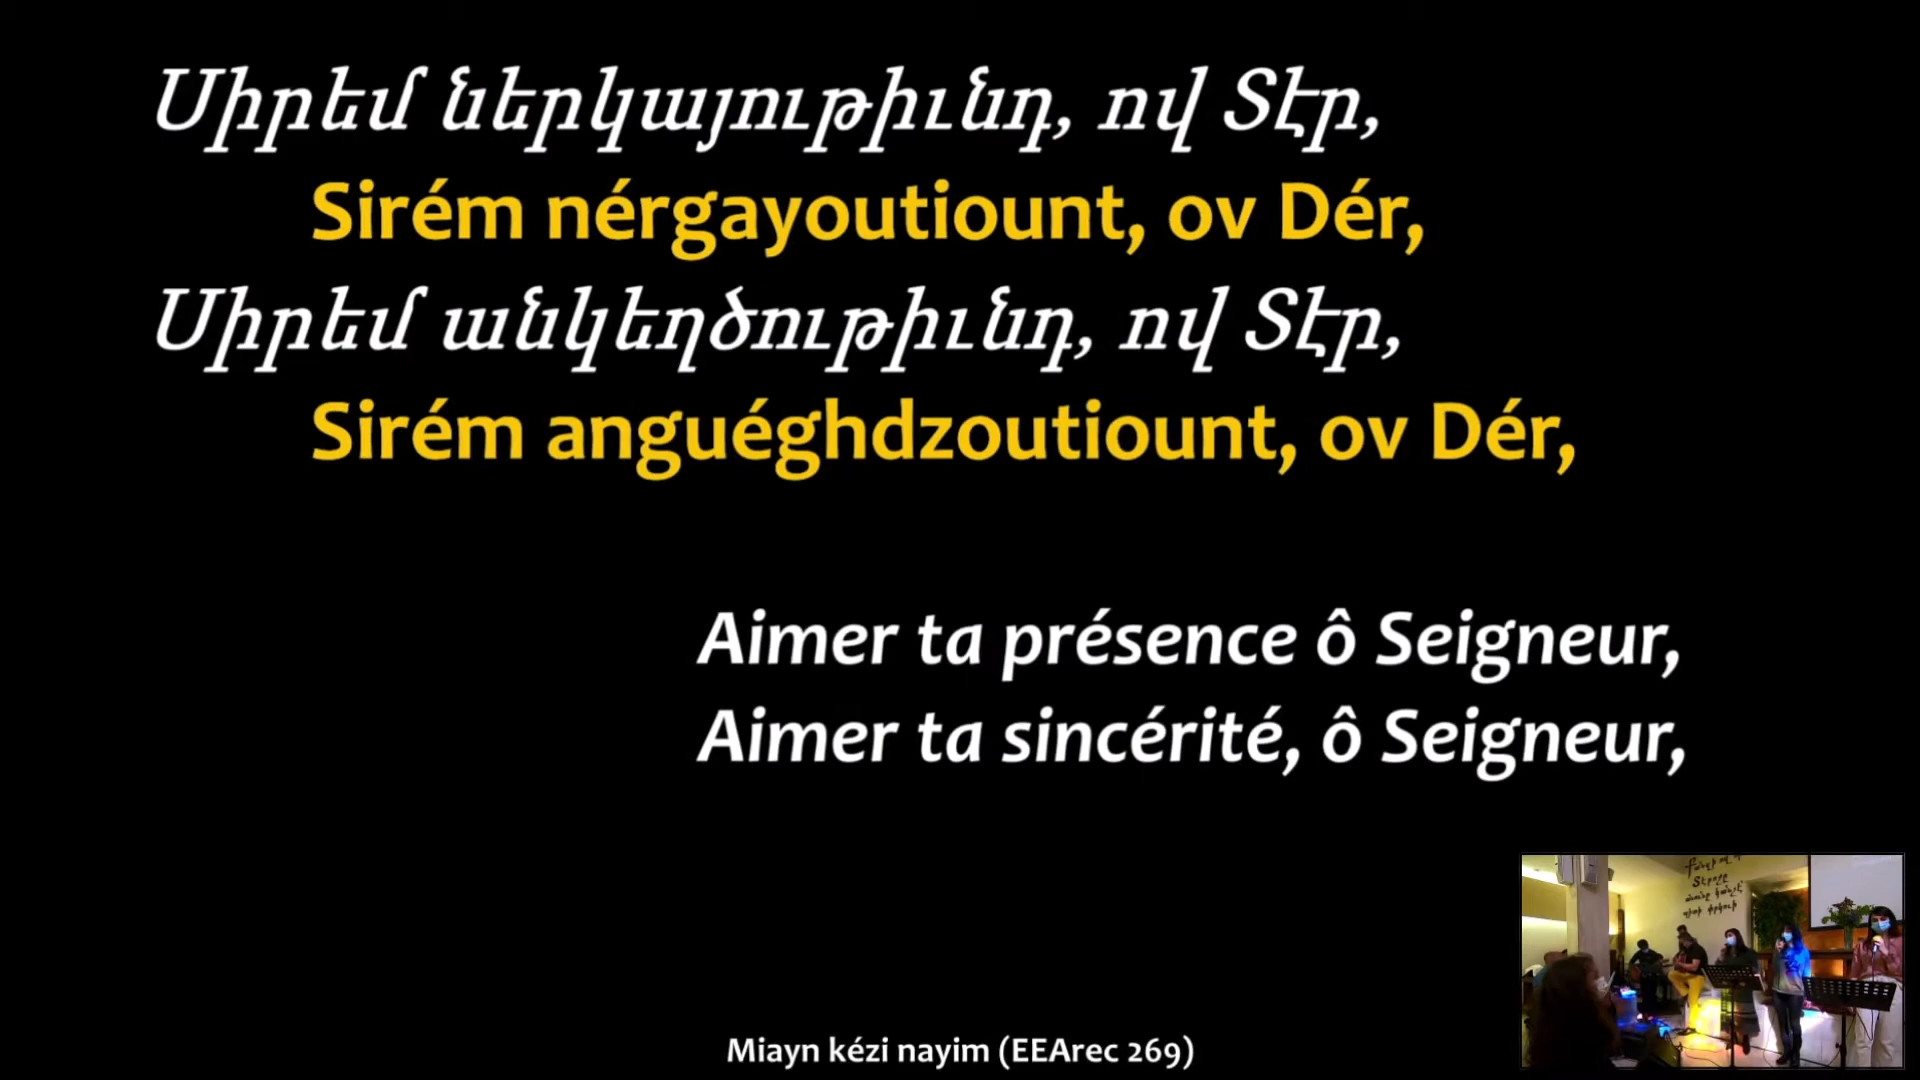 Սիրեմ ներկայութիւնդ, ով Տէր,
Sirém nérgayoutiount, ov Dér,
Սիրեմ անկեղծութիւնդ, ով Տէր,
Sirém anguéghdzoutiount, ov Dér,
Aimer ta présence ô Seigneur,
Aimer ta sincérité, ô Seigneur,
Miayn kézi nayim (EEArec 269)